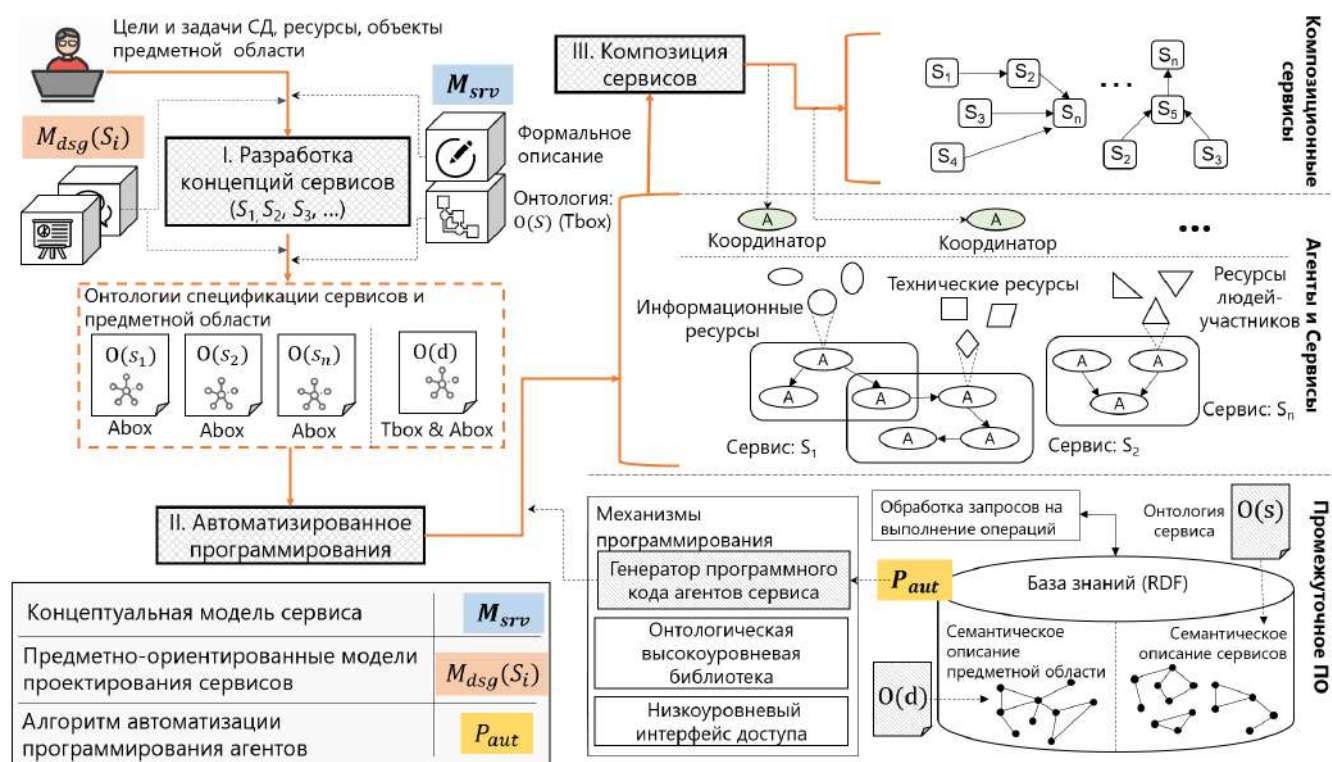 Цели и задачи СД, ресурсы, объекты
предметной области
M_dsg(S_i)
M_srv
Формальное
описание
I. Разработка
концепций сервисов
(S_1, S_2, S_3, ...)
Онтология:
O(S) (Tbox)
Онтологии спецификации сервисов и
предметной области
O(s_1)
O(s_2)
O(s_n)
O(d)
Abox
Abox
Abox
Tbox & Abox
II. Автоматизированное
программирование
III. Композиция
сервисов
S_1
S_2
S_3
S_4
S_n
...
S_n
S_5
S_2
S_3
Композиционные
сервисы
A
Координатор
A
Координатор
...
Информационные
ресурсы
Технические ресурсы
Ресурсы
людей-
участников
A
A
A
A
A
A
A
A
A
Сервис: S_1
Сервис: S_2
Сервис: S_n
Агенты и Сервисы
Механизмы
программирования
Генератор программного
кода агентов сервиса
Онтологическая
высокоуровневая
библиотека
Низкоуровневый
интерфейс доступа
Обработка запросов на
выполнение операций
Онтология
сервиса
O(s)
P_aut
База знаний (RDF)
Семантическое
описание
предметной области
Семантическое
описание сервисов
O(d)
Промежуточное ПО
Концептуальная модель сервиса
M_srv
Предметно-ориентированные модели
проектирования сервисов
M_dsg(S_i)
Алгоритм автоматизации
программирования агентов
P_aut